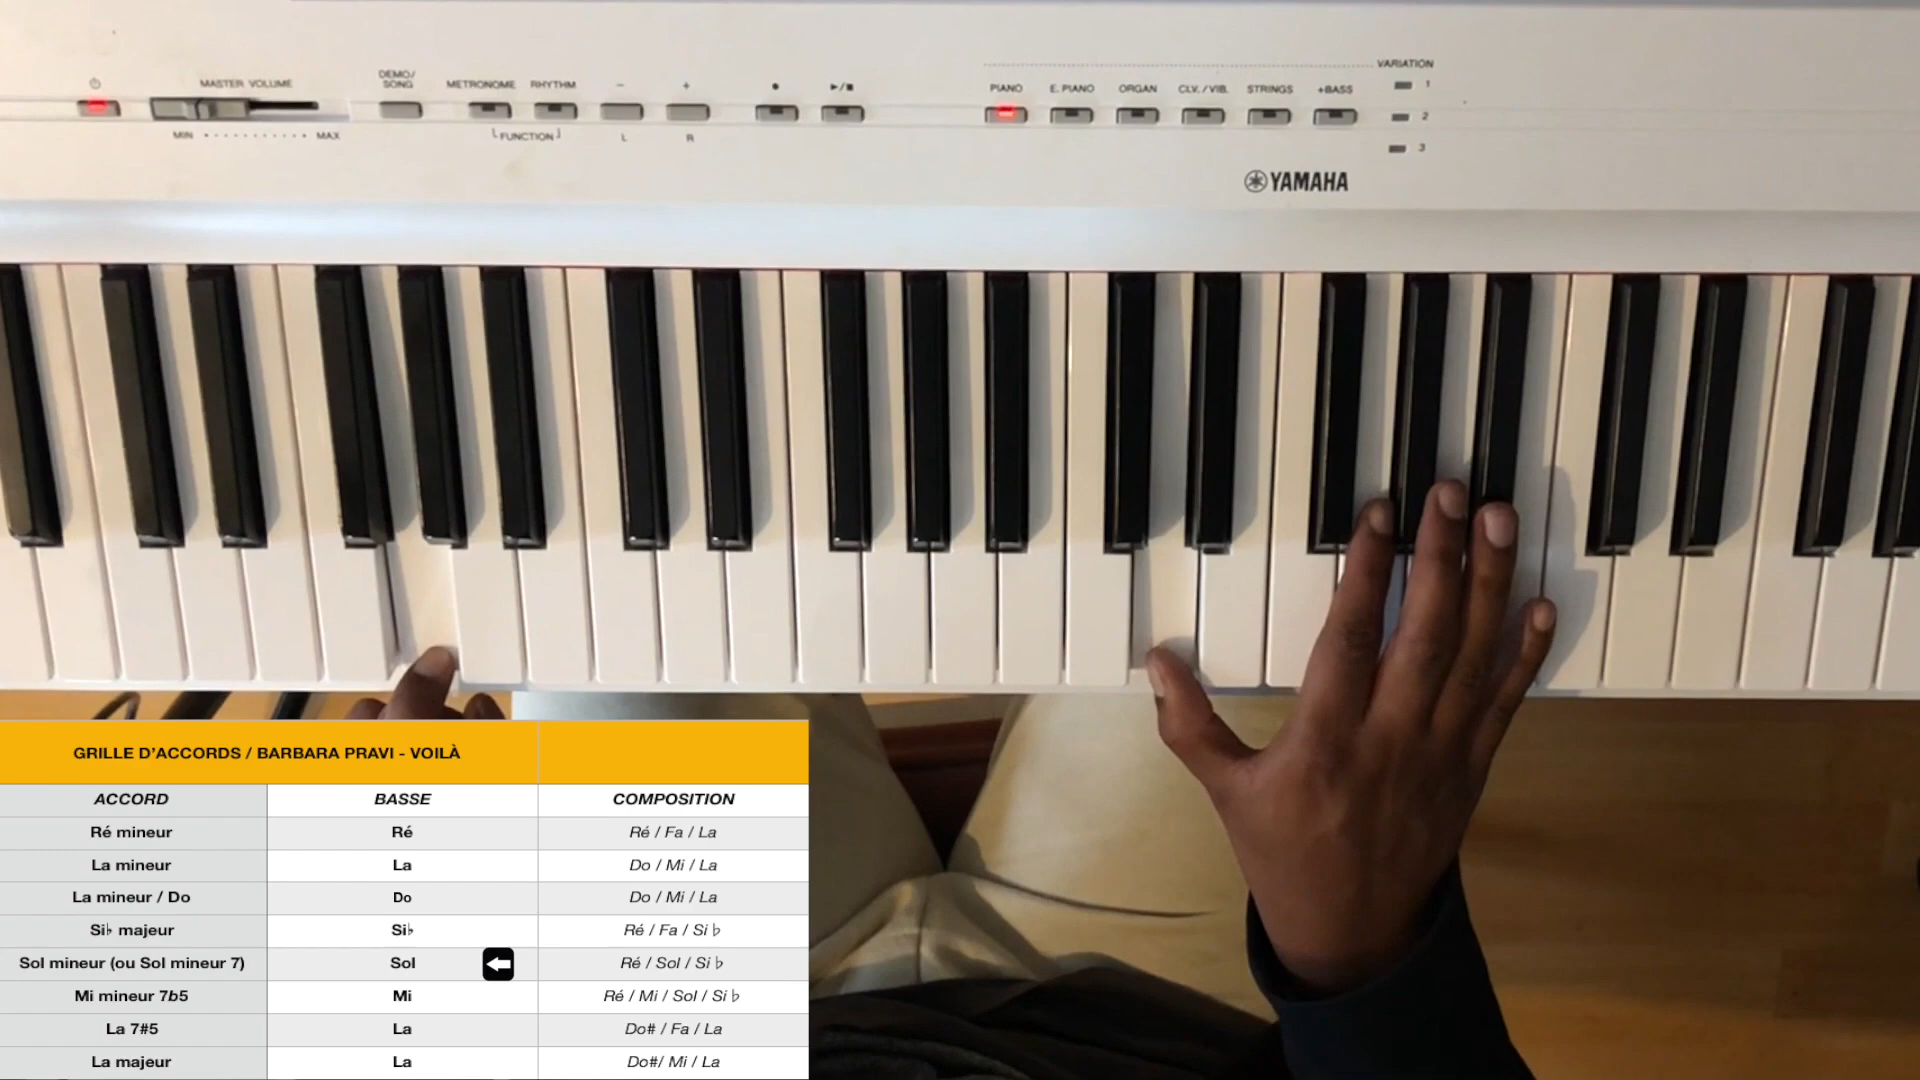 VARIATION
MASTER VOLUME
DEMO/
SONG
METRONOME RHYTHM - +
PIANO E. PIANO ORGAN CLV. / VIB. STRINGS +BASS
1
2
3
MIN MAX
FUNCTION
L R
YAMAHA
GRILLE D'ACCORDS / BARBARA PRAVI - VOILÀ
ACCORD BASSE COMPOSITION
Ré mineur Ré Ré / Fa / La
La mineur La Do / Mi / La
La mineur / Do Do Do / Mi / La
Si♭ majeur Si♭ Ré / Fa / Si ♭
Sol mineur (ou Sol mineur 7) Sol Ré / Sol / Si ♭
Mi mineur 7b5 Mi Ré / Mi / Sol / Si ♭
La 7#5 La Do# / Fa / La
La majeur La Do#/ Mi / La